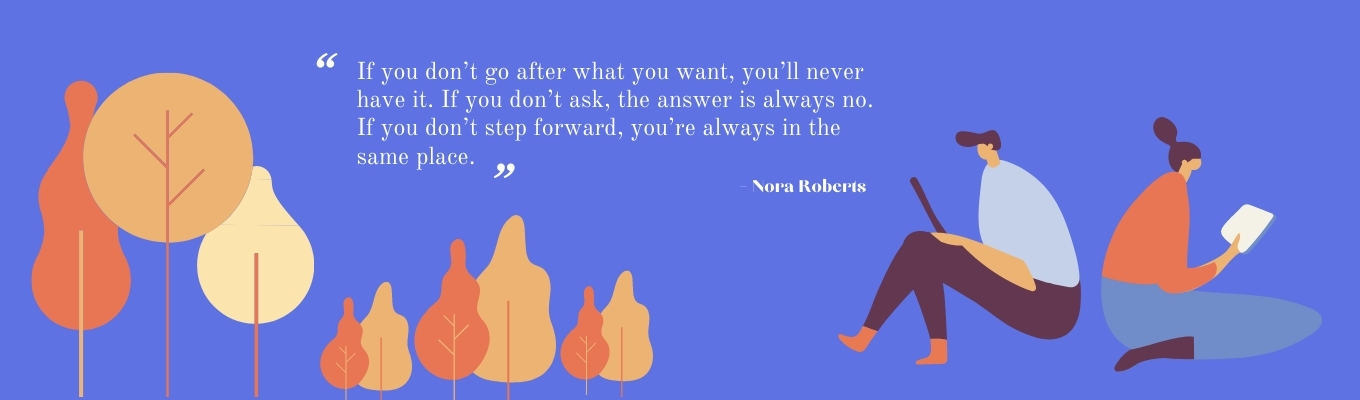 “ If you don’t go after what you want, you’ll never
have it. If you don’t ask, the answer is always no.
If you don’t step forward, you’re always in the
same place. ”
– Nora Roberts